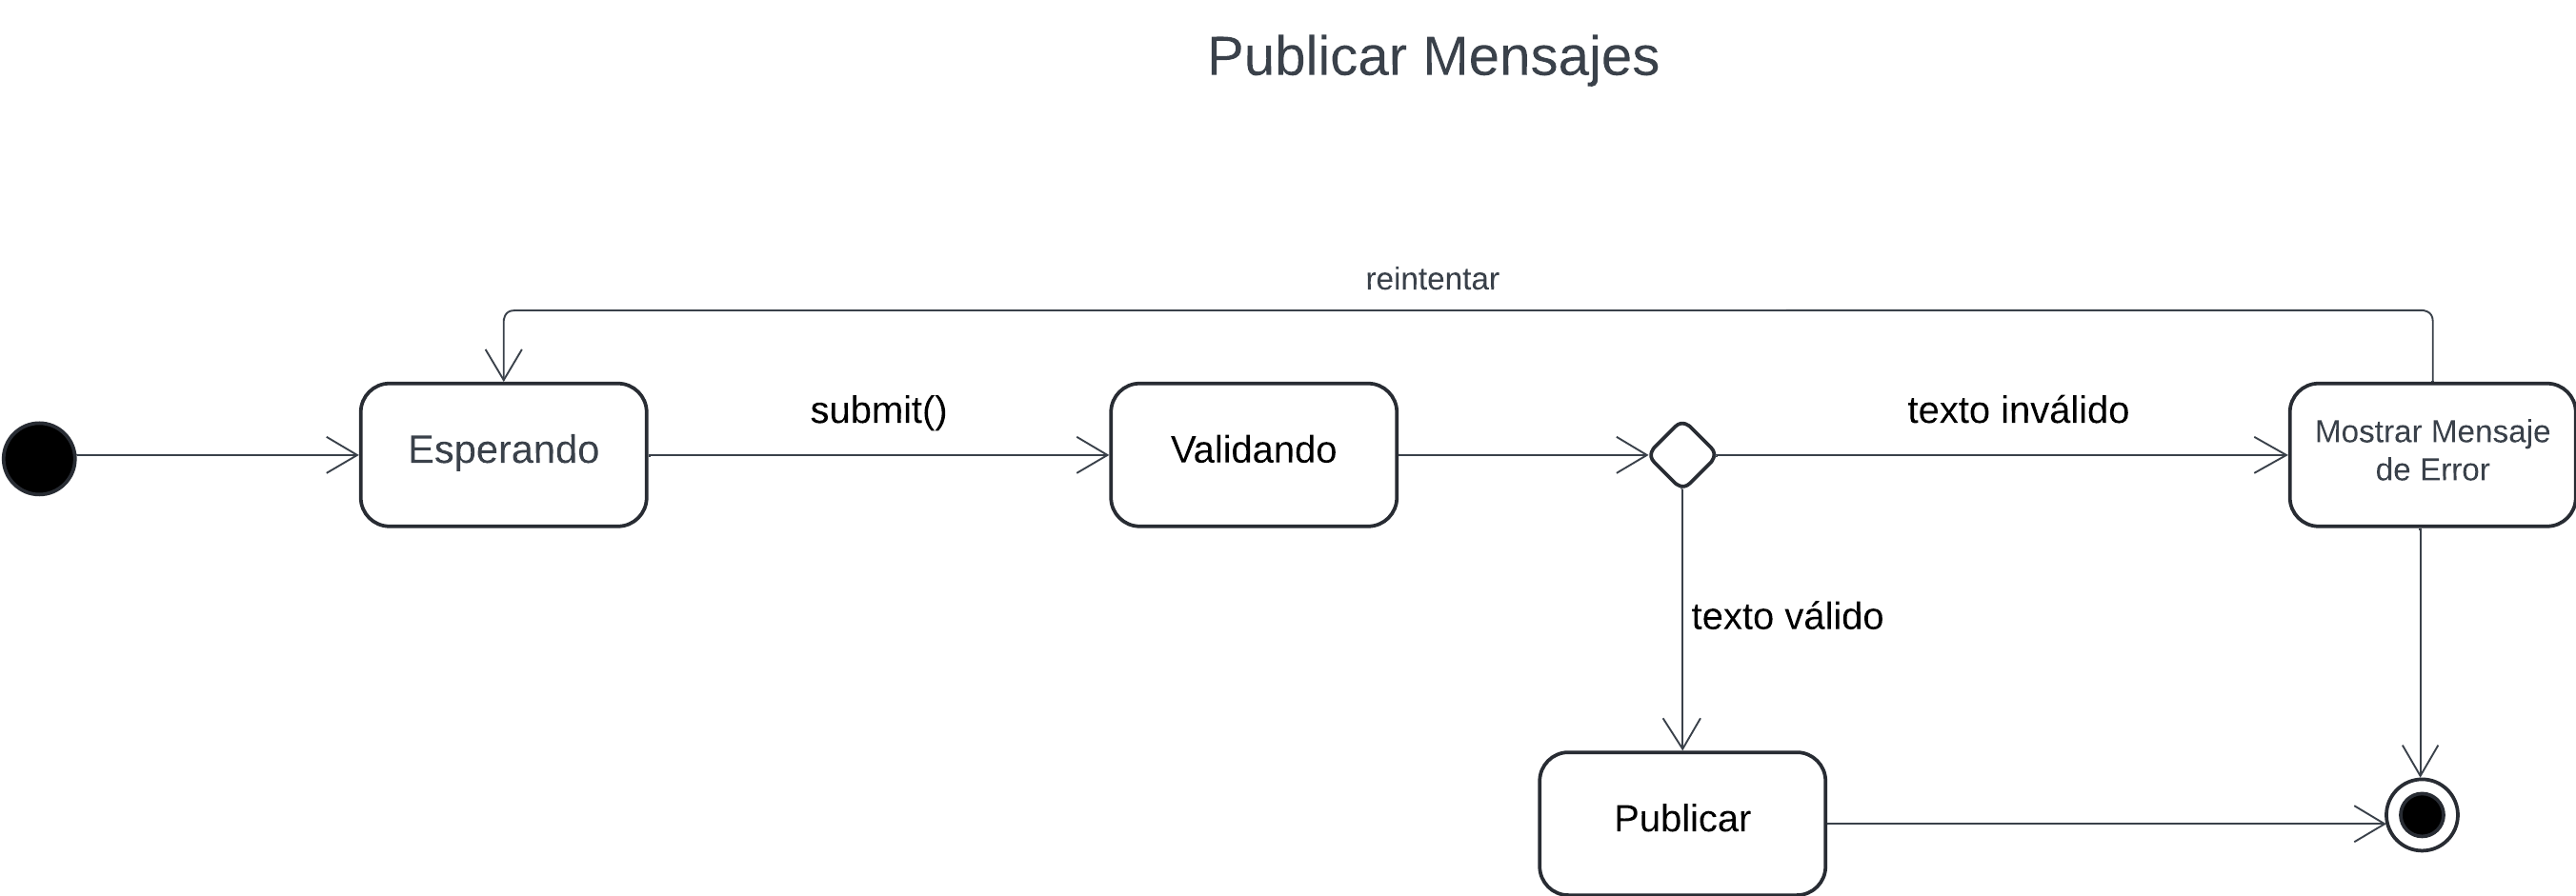 Publicar Mensajes
reintentar
submit()
texto inválido
Esperando
Validando
Mostrar Mensaje
de Error
texto válido
Publicar